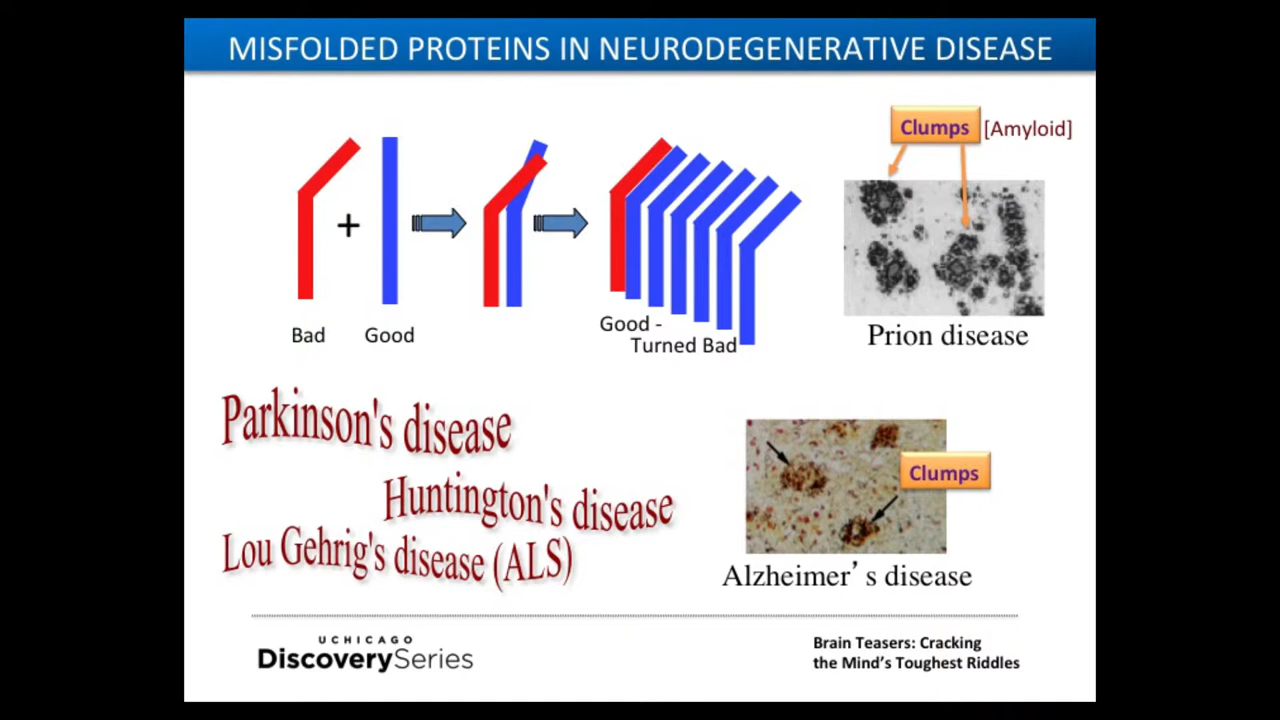 MISFOLDED PROTEINS IN NEURODEGENERATIVE DISEASE
Clumps [Amyloid]
+
Bad
Good
Good -
Turned Bad
Prion disease
Parkinson's disease
Huntington's disease
Lou Gehrig's disease (ALS)
Clumps
Alzheimer’s disease
UCHICAGO
DiscoverySeries
Brain Teasers: Cracking
the Mind’s Toughest Riddles